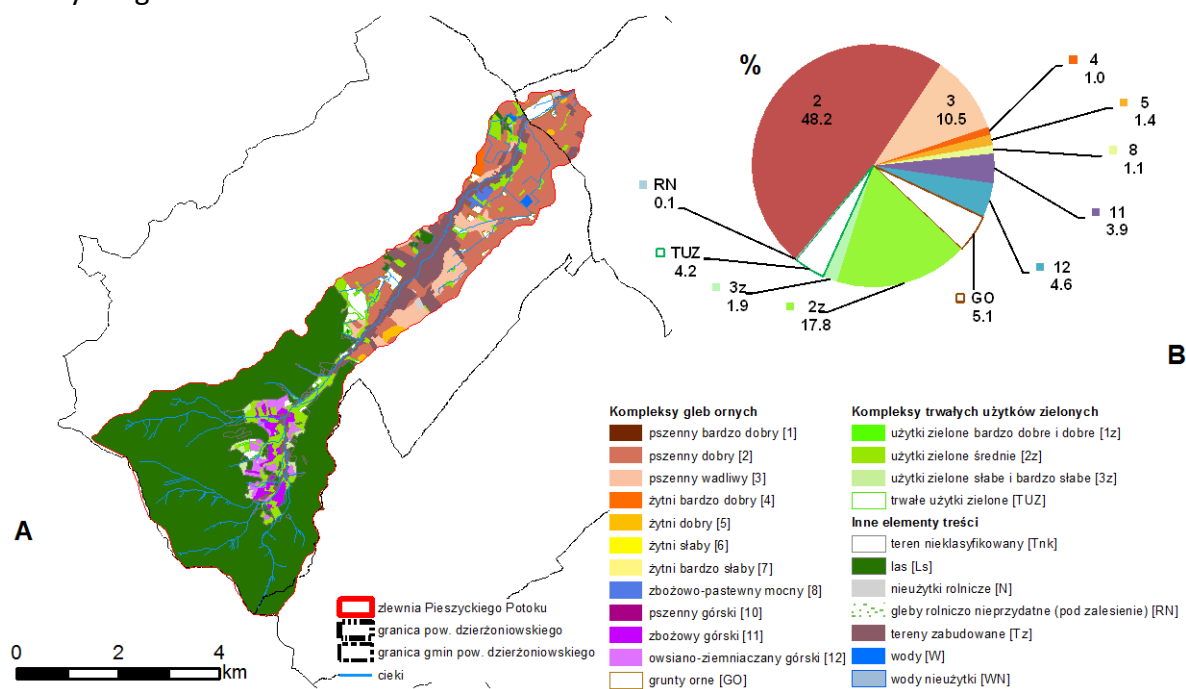 %
2
48.2
3
10.5
4
1.0
5
1.4
8
1.1
11
3.9
12
4.6
GO
5.1
2z
17.8
3z
1.9
TUZ
4.2
RN
0.1
B
A
0 2 4
km
zlewnia Pieszyckiego Potoku
granica pow. dzierżoniowskiego
granica gmin pow. dzierżoniowskiego
cieki
Kompleksy gleb ornych
pszenny bardzo dobry [1]
pszenny dobry [2]
pszenny wadliwy [3]
żytni bardzo dobry [4]
żytni dobry [5]
żytni słaby [6]
żytni bardzo słaby [7]
zbożowo-pastewny mocny [8]
pszenny górski [10]
zbożowy górski [11]
owsiano-ziemniaczany górski [12]
grunty orne [GO]
Kompleksy trwałych użytków zielonych
użytki zielone bardzo dobre i dobre [1z]
użytki zielone średnie [2z]
użytki zielone słabe i bardzo słabe [3z]
trwałe użytki zielone [TUZ]
Inne elementy treści
teren nieklasyfikowany [Tnk]
las [Ls]
nieużytki rolnicze [N]
gleby rolniczo nieprzydatne (pod zalesienie) [RN]
tereny zabudowane [Tz]
wody [W]
wody nieużytki [WN]